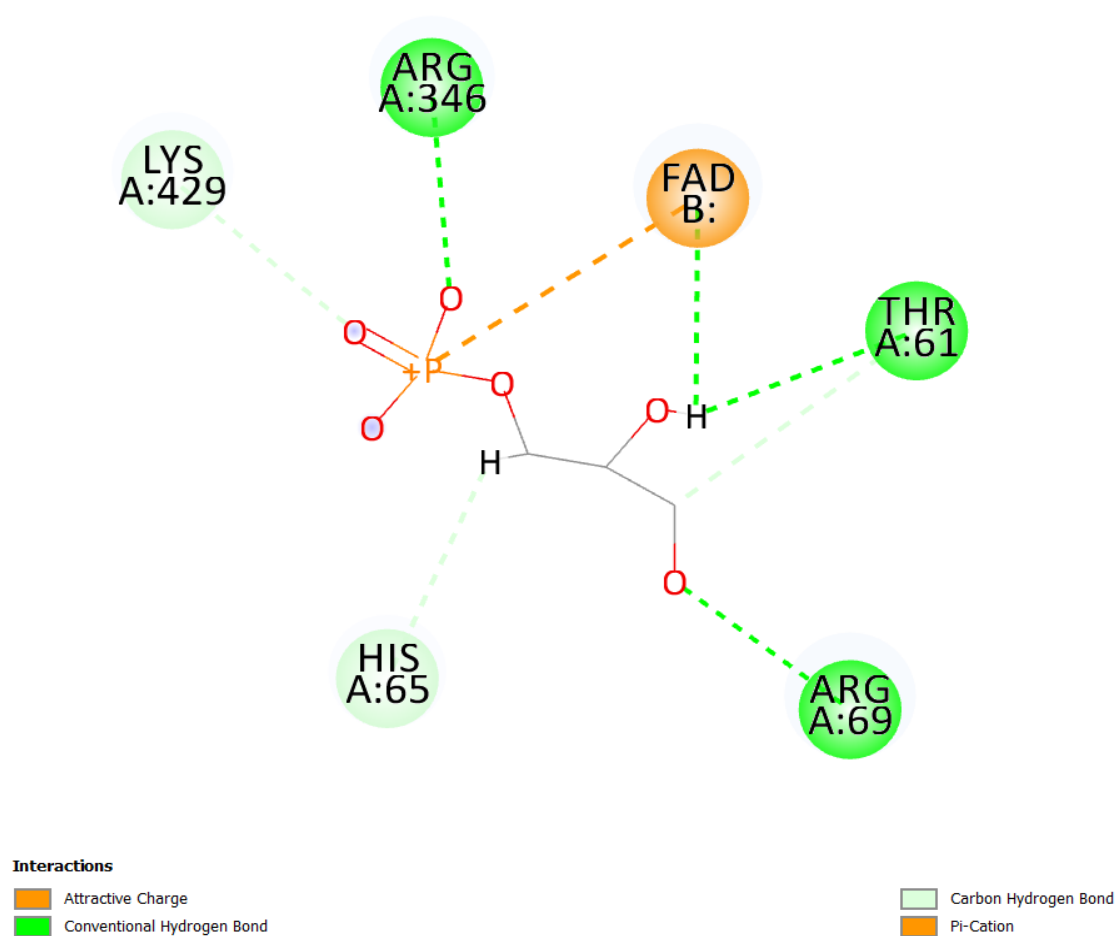 ARG
A:346
LYS
A:429
FAD
B:
THR
A:61
O
O
+P
O
O
H
O
H
O
HIS
A:65
ARG
A:69
Interactions
Attractive Charge
Conventional Hydrogen Bond
Carbon Hydrogen Bond
Pi-Cation